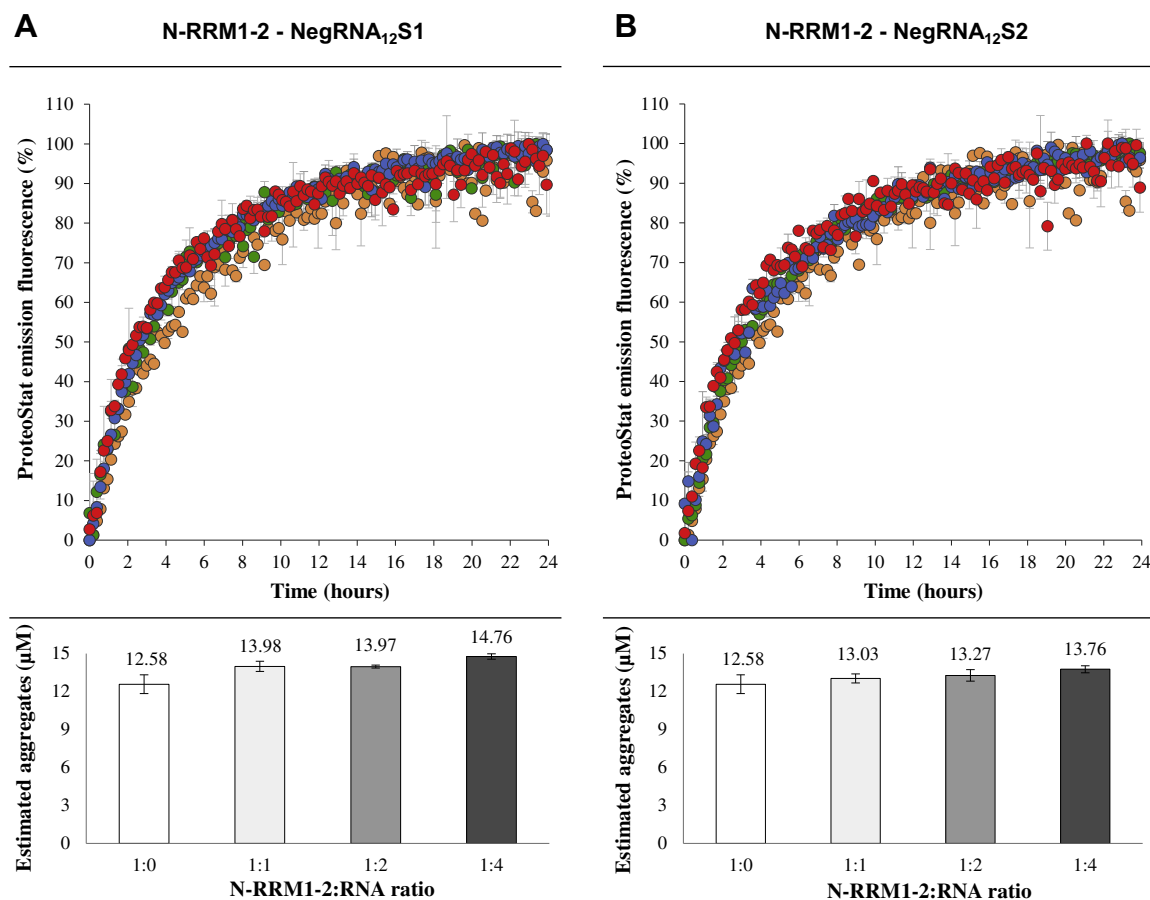 A
N-RRM1-2 - NegRNA₁₂S1
ProteoStat emission fluorescence (%)
110
100
90
80
70
60
50
40
30
20
10
0
0 2 4 6 8 10 12 14 16 18 20 22 24
Time (hours)
Estimated aggregates (µM)
15
12
9
6
3
0
12.58 13.98 13.97 14.76
1:0 1:1 1:2 1:4
N-RRM1-2:RNA ratio
B
N-RRM1-2 - NegRNA₁₂S2
ProteoStat emission fluorescence (%)
110
100
90
80
70
60
50
40
30
20
10
0
0 2 4 6 8 10 12 14 16 18 20 22 24
Time (hours)
Estimated aggregates (µM)
15
12
9
6
3
0
12.58 13.03 13.27 13.76
1:0 1:1 1:2 1:4
N-RRM1-2:RNA ratio